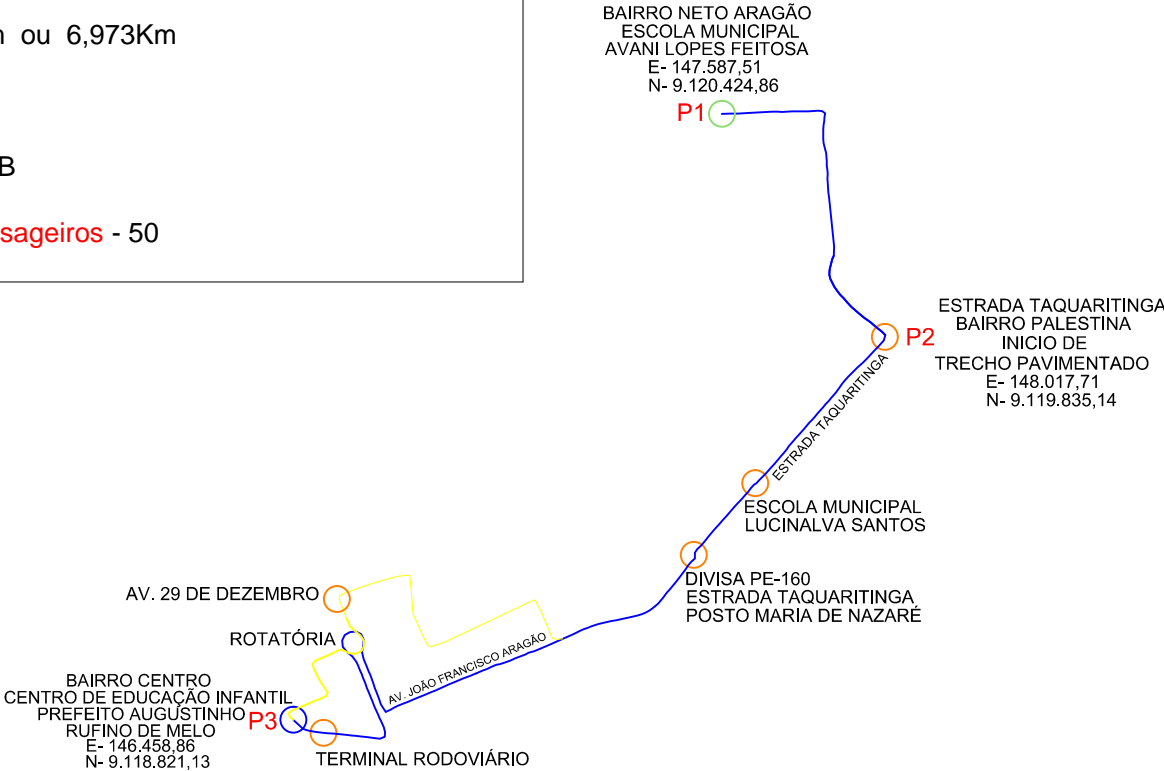 ou 6,973Km
B
sageiros - 50
BAIRRO NETO ARAGÃO
ESCOLA MUNICIPAL
AVANI LOPES FEITOSA
E- 147.587,51
N- 9.120.424,86
P1
ESTRADA TAQUARITINGA
BAIRRO PALESTINA
INICIO DE
TRECHO PAVIMENTADO
E- 148.017,71
N- 9.119.835,14
P2
ESTRADA TAQUARITINGA
ESCOLA MUNICIPAL
LUCINALVA SANTOS
DIVISA PE-160
ESTRADA TAQUARITINGA
POSTO MARIA DE NAZARÉ
AV. 29 DE DEZEMBRO
ROTATÓRIA
AV. JOÃO FRANCISCO ARAGÃO
BAIRRO CENTRO
CENTRO DE EDUCAÇÃO INFANTIL
PREFEITO AUGUSTINHO
RUFINO DE MELO
E- 146.458,86
N- 9.118.821,13
P3
TERMINAL RODOVIÁRIO